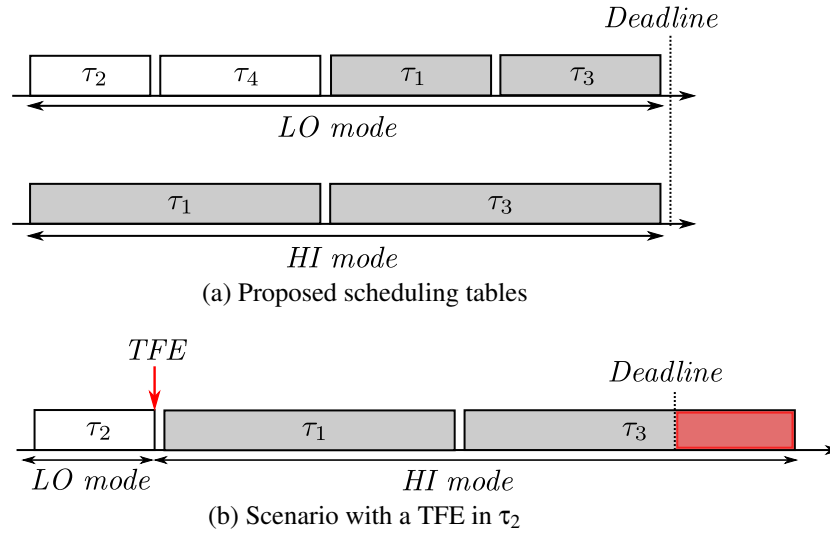 Deadline
τ₂ τ₄ τ₁ τ₃
LO mode
τ₁ τ₃
HI mode
(a) Proposed scheduling tables
TFE
Deadline
τ₂ τ₁ τ₃
LO mode HI mode
(b) Scenario with a TFE in τ₂